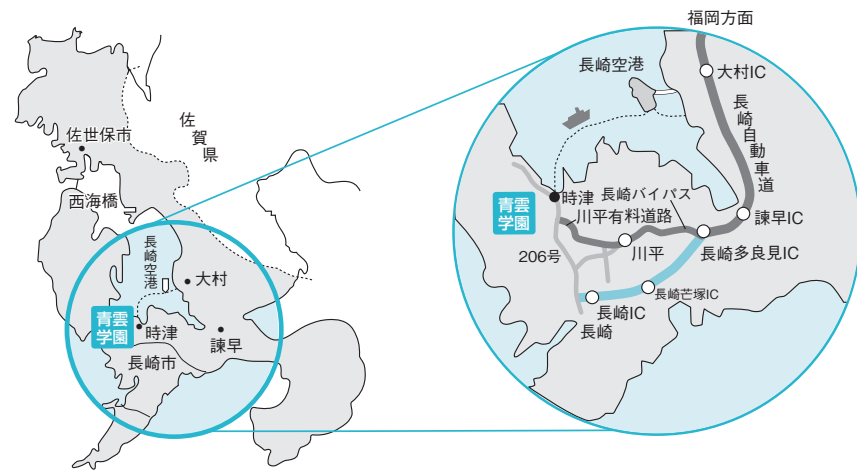 佐賀県
佐世保市
西海橋
長崎空港
大村
青雲
学園
時津
諫早
長崎市
福岡方面
大村IC
長崎空港
長崎自動車道
時津
長崎バイパス
青雲
学園
川平有料道路
諫早IC
206号
川平
長崎多良見IC
長崎芒塚IC
長崎IC
長崎